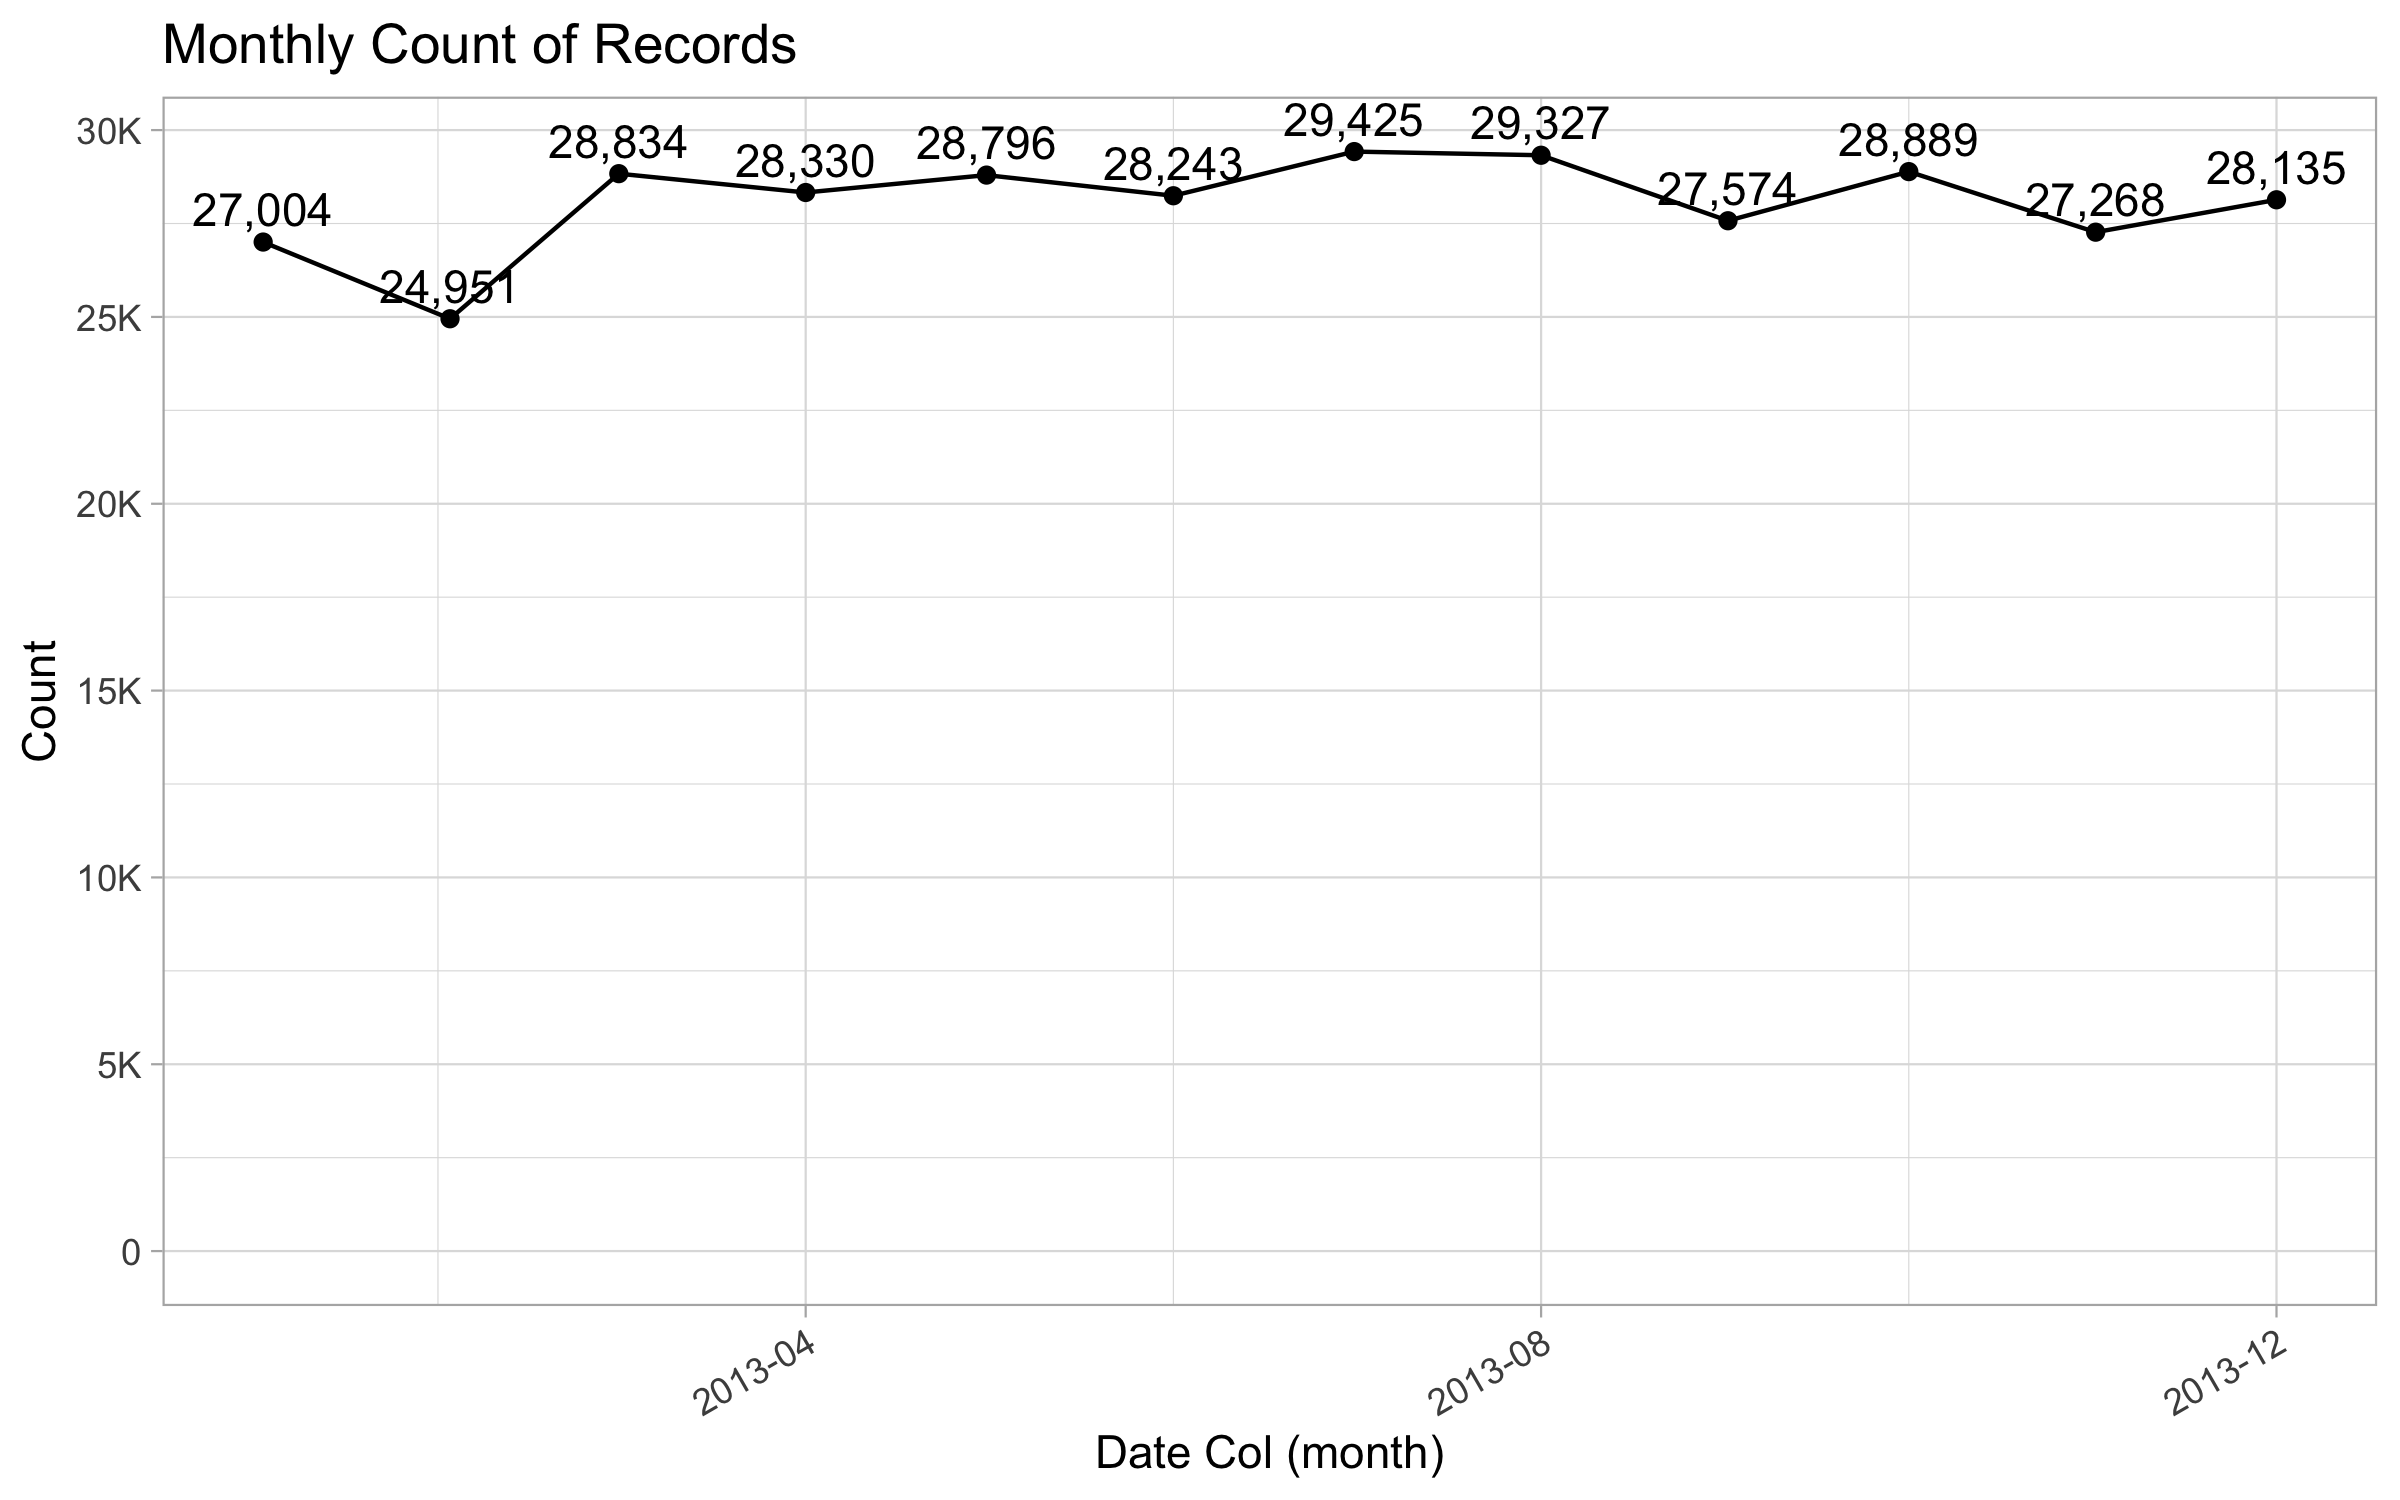 Monthly Count of Records
30K
25K
20K
15K
10K
5K
0
Count
27,004
24,951
28,834
28,330
28,796
28,243
29,425
29,327
27,574
28,889
27,268
28,135
2013-04
2013-08
2013-12
Date Col (month)